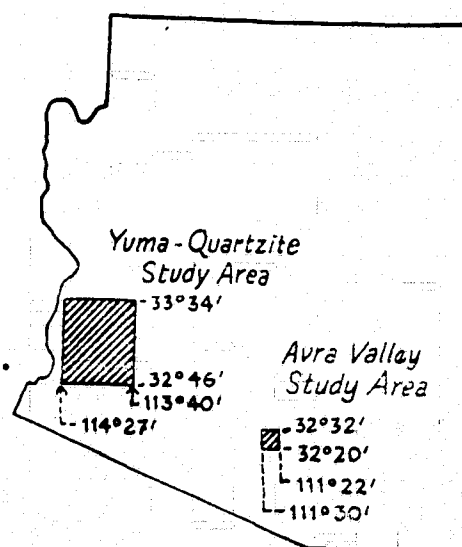 Yuma-Quartzite
Study Area
33°34'
32°46'
113°40'
114°27'
Avra Valley
Study Area
32°32'
32°20'
111°22'
111°30'